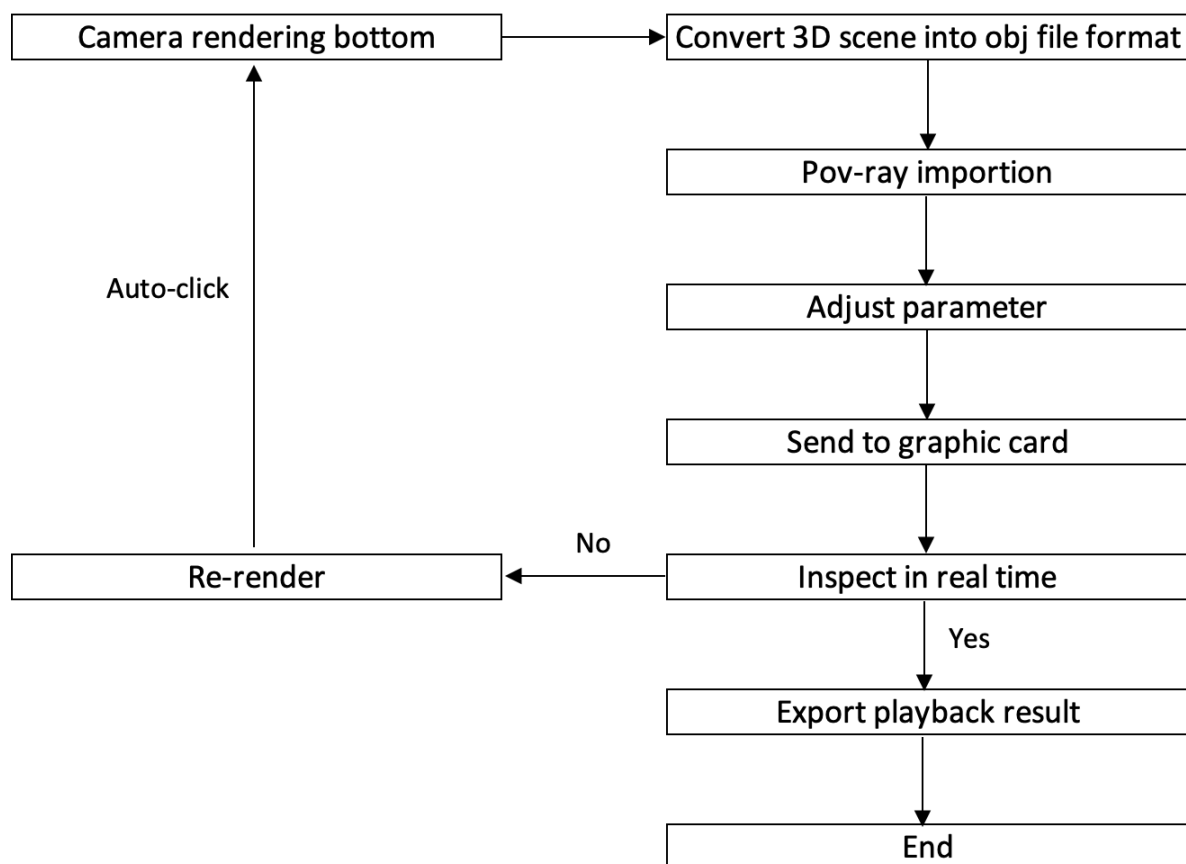 Camera rendering bottom
Convert 3D scene into obj file format
Pov-ray importion
Auto-click
Adjust parameter
Send to graphic card
No
Re-render
Inspect in real time
Yes
Export playback result
End